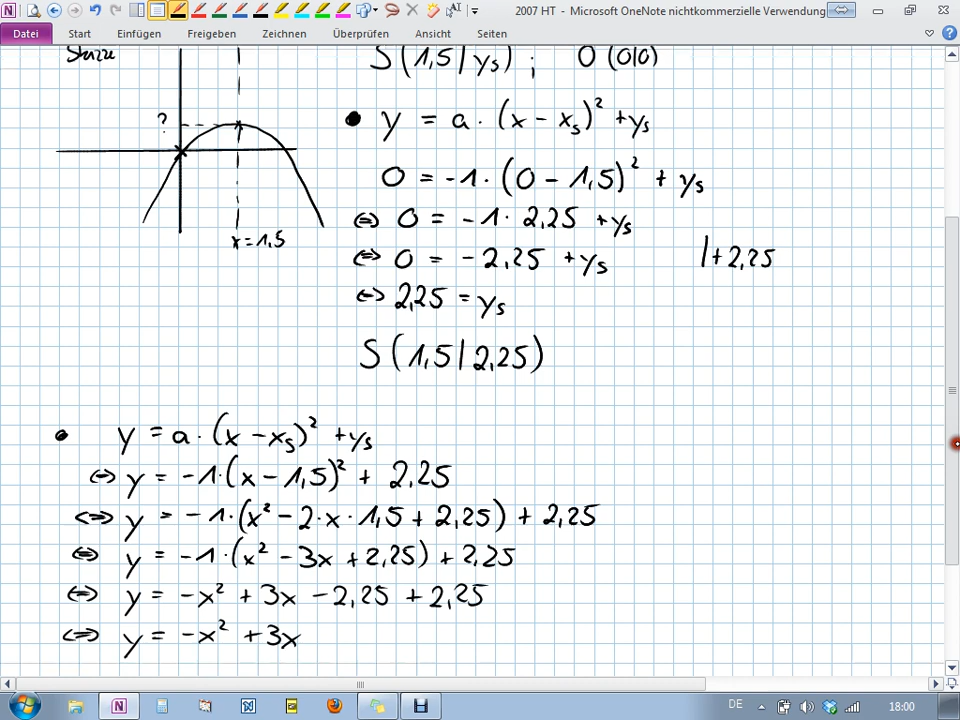 2007 HT - Microsoft OneNote nichtkommerzielle Verwendung
Datei Start Einfügen Freigeben Zeichnen Überprüfen Ansicht Seiten
Skizze
S(1,5|ys) ; O(0|0)
?
x=1,5
• y = a·(x-xs)² +ys
0 = -1·(0-1,5)² + ys
⇔ 0 = -1·2,25 +ys
⇔ 0 = -2,25 +ys |+2,25
⇔ 2,25 = ys
S(1,5|2,25)
• y = a·(x-xs)² +ys
⇔ y = -1·(x-1,5)² + 2,25
⇔ y = -1·(x²-2·x·1,5+2,25)+2,25
⇔ y = -1·(x²-3x+2,25)+2,25
⇔ y = -x²+3x-2,25+2,25
⇔ y = -x²+3x
DE 18:00